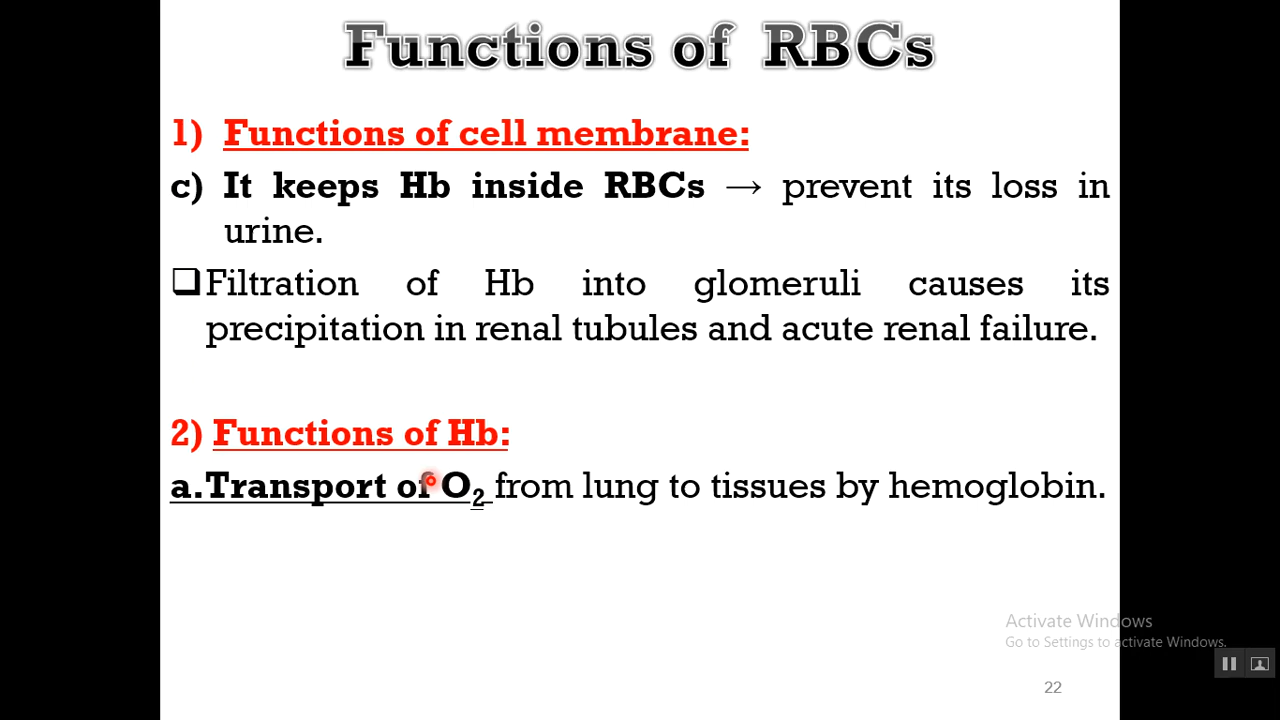 Functions of RBCs
1) Functions of cell membrane:
c) It keeps Hb inside RBCs → prevent its loss in
urine.
❑Filtration of Hb into glomeruli causes its
precipitation in renal tubules and acute renal failure.
2) Functions of Hb:
a.Transport of O₂ from lung to tissues by hemoglobin.
Activate Windows
Go to Settings to activate Windows.
22